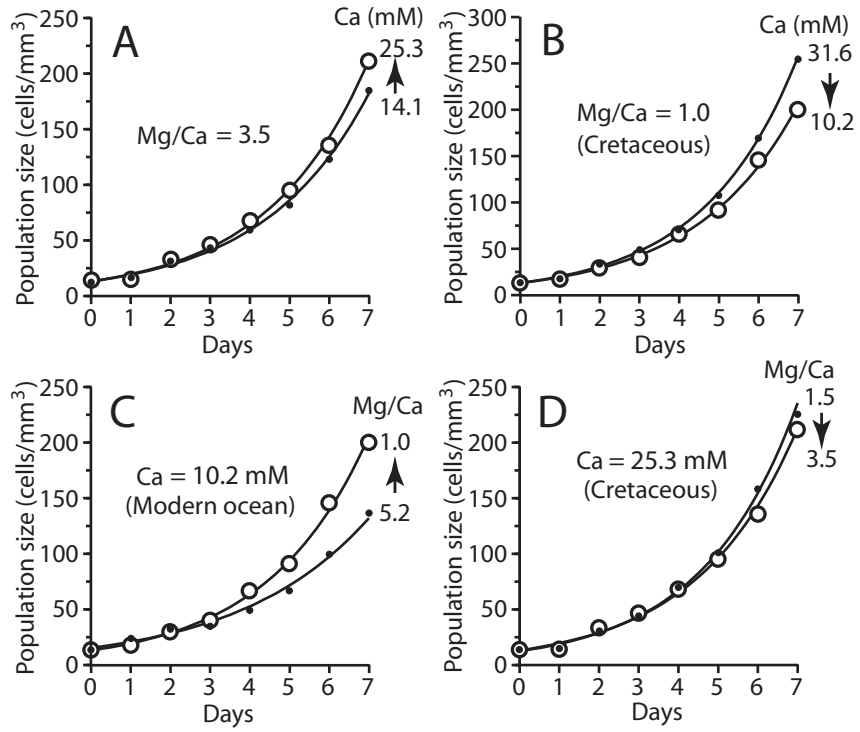 A
Ca (mM)
25.3
14.1
Mg/Ca = 3.5
Population size (cells/mm³)
250
200
150
100
50
0
0 1 2 3 4 5 6 7
Days
B
Ca (mM)
31.6
10.2
Mg/Ca = 1.0
(Cretaceous)
Population size (cells/mm³)
300
250
200
150
100
50
0
0 1 2 3 4 5 6 7
Days
C
Mg/Ca
1.0
5.2
Ca = 10.2 mM
(Modern ocean)
Population size (cells/mm³)
250
200
150
100
50
0
0 1 2 3 4 5 6 7
Days
D
Mg/Ca
1.5
3.5
Ca = 25.3 mM
(Cretaceous)
Population size (cells/mm³)
250
200
150
100
50
0
0 1 2 3 4 5 6 7
Days